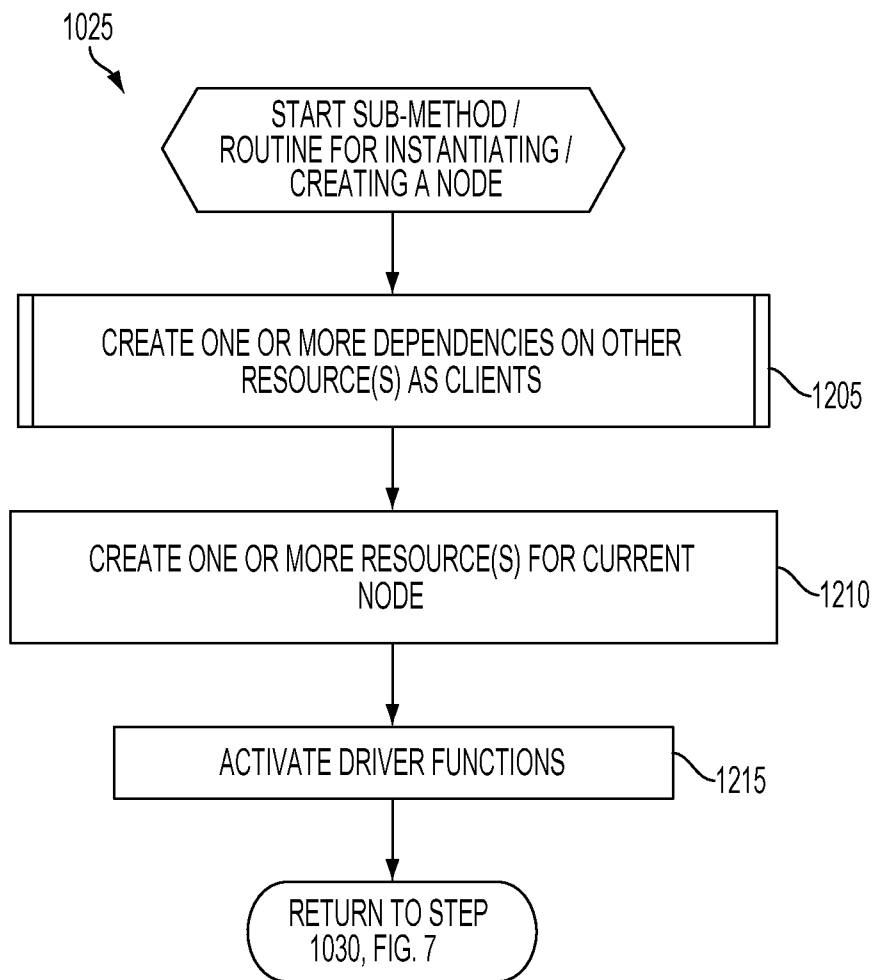 1025
START SUB-METHOD /
ROUTINE FOR INSTANTIATING /
CREATING A NODE
CREATE ONE OR MORE DEPENDENCIES ON OTHER
RESOURCE(S) AS CLIENTS
1205
CREATE ONE OR MORE RESOURCE(S) FOR CURRENT
NODE
1210
ACTIVATE DRIVER FUNCTIONS
1215
RETURN TO STEP
1030, FIG. 7